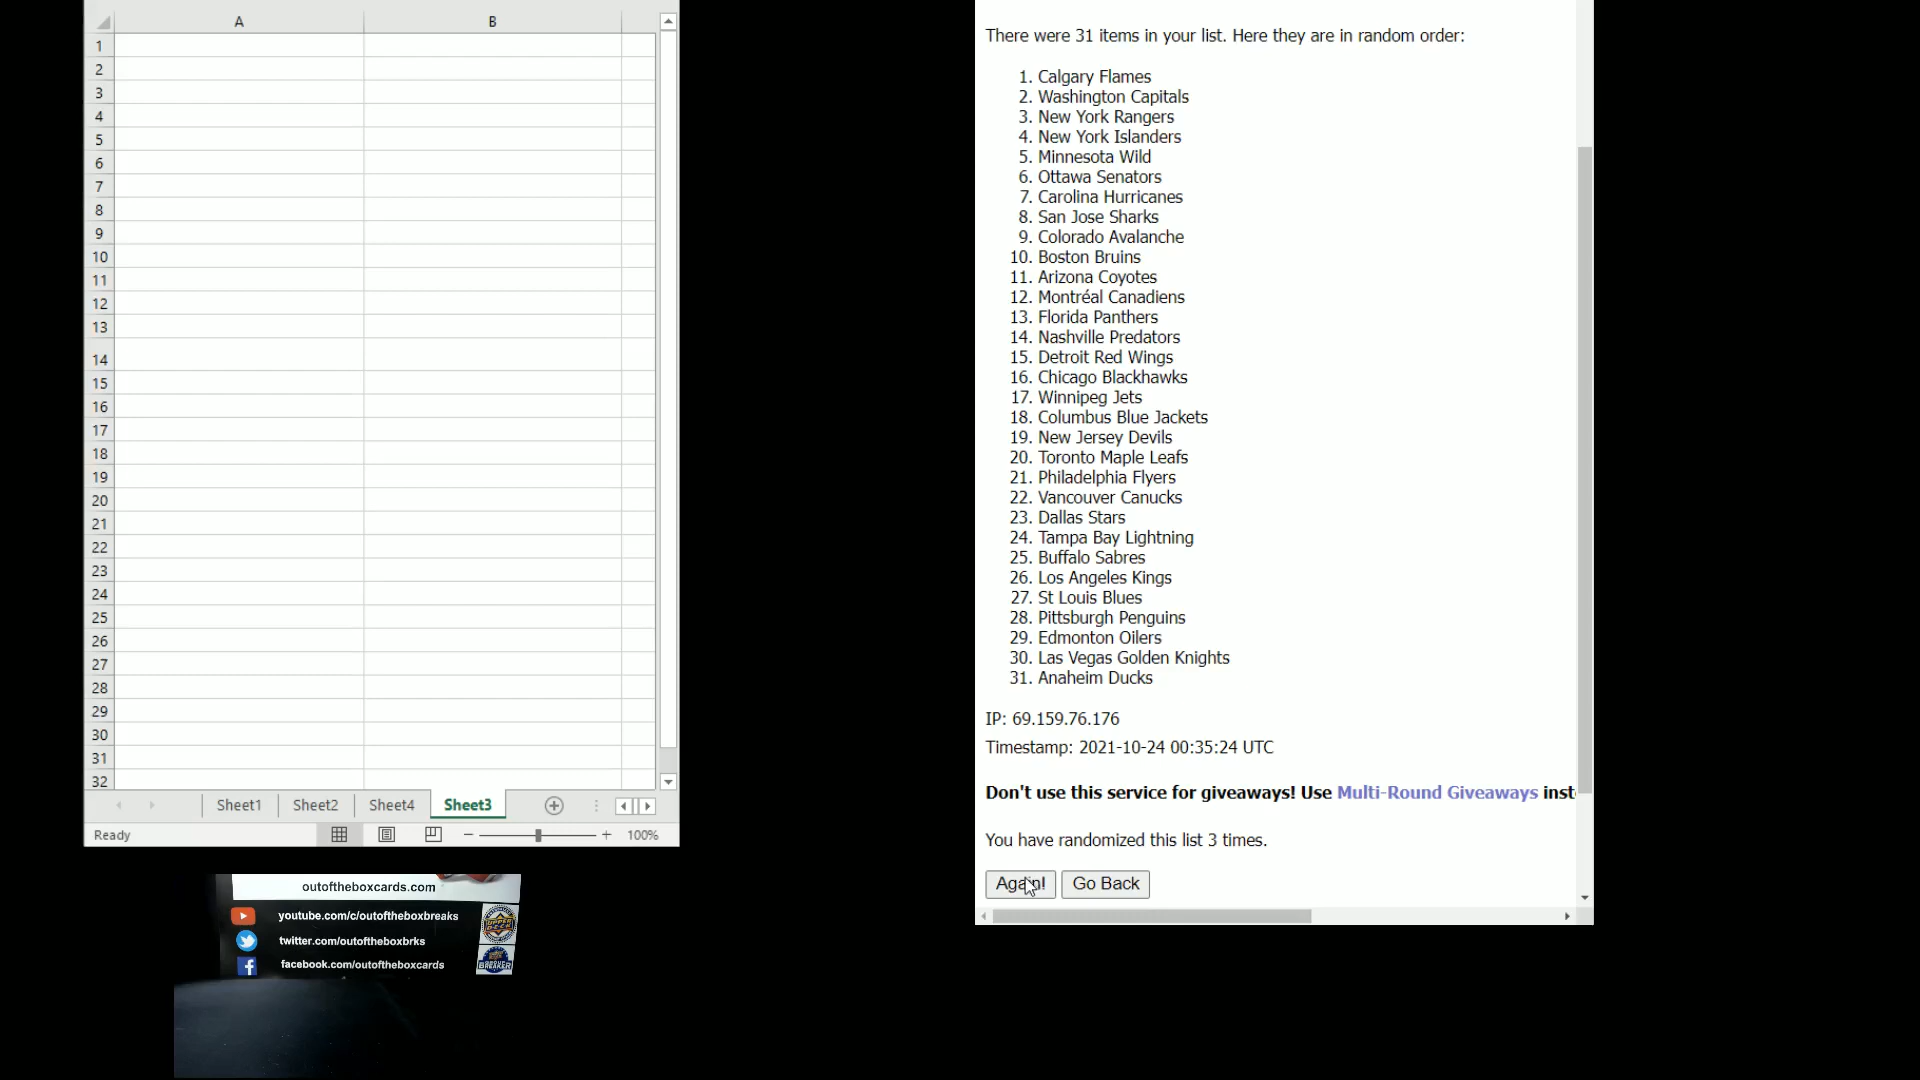 A B
1
2
3
4
5
6
7
8
9
10
11
12
13
14
15
16
17
18
19
20
21
22
23
24
25
26
27
28
29
30
31
32
Sheet1 Sheet2 Sheet4 Sheet3
Ready 100%
outoftheboxcards.com
youtube.com/c/outoftheboxbreaks
twitter.com/outoftheboxbrks
facebook.com/outoftheboxcards
UPPER DECK
There were 31 items in your list. Here they are in random order:
1. Calgary Flames
2. Washington Capitals
3. New York Rangers
4. New York Islanders
5. Minnesota Wild
6. Ottawa Senators
7. Carolina Hurricanes
8. San Jose Sharks
9. Colorado Avalanche
10. Boston Bruins
11. Arizona Coyotes
12. Montréal Canadiens
13. Florida Panthers
14. Nashville Predators
15. Detroit Red Wings
16. Chicago Blackhawks
17. Winnipeg Jets
18. Columbus Blue Jackets
19. New Jersey Devils
20. Toronto Maple Leafs
21. Philadelphia Flyers
22. Vancouver Canucks
23. Dallas Stars
24. Tampa Bay Lightning
25. Buffalo Sabres
26. Los Angeles Kings
27. St Louis Blues
28. Pittsburgh Penguins
29. Edmonton Oilers
30. Las Vegas Golden Knights
31. Anaheim Ducks
IP: 69.159.76.176
Timestamp: 2021-10-24 00:35:24 UTC
Don't use this service for giveaways! Use Multi-Round Giveaways inst
You have randomized this list 3 times.
Again! Go Back